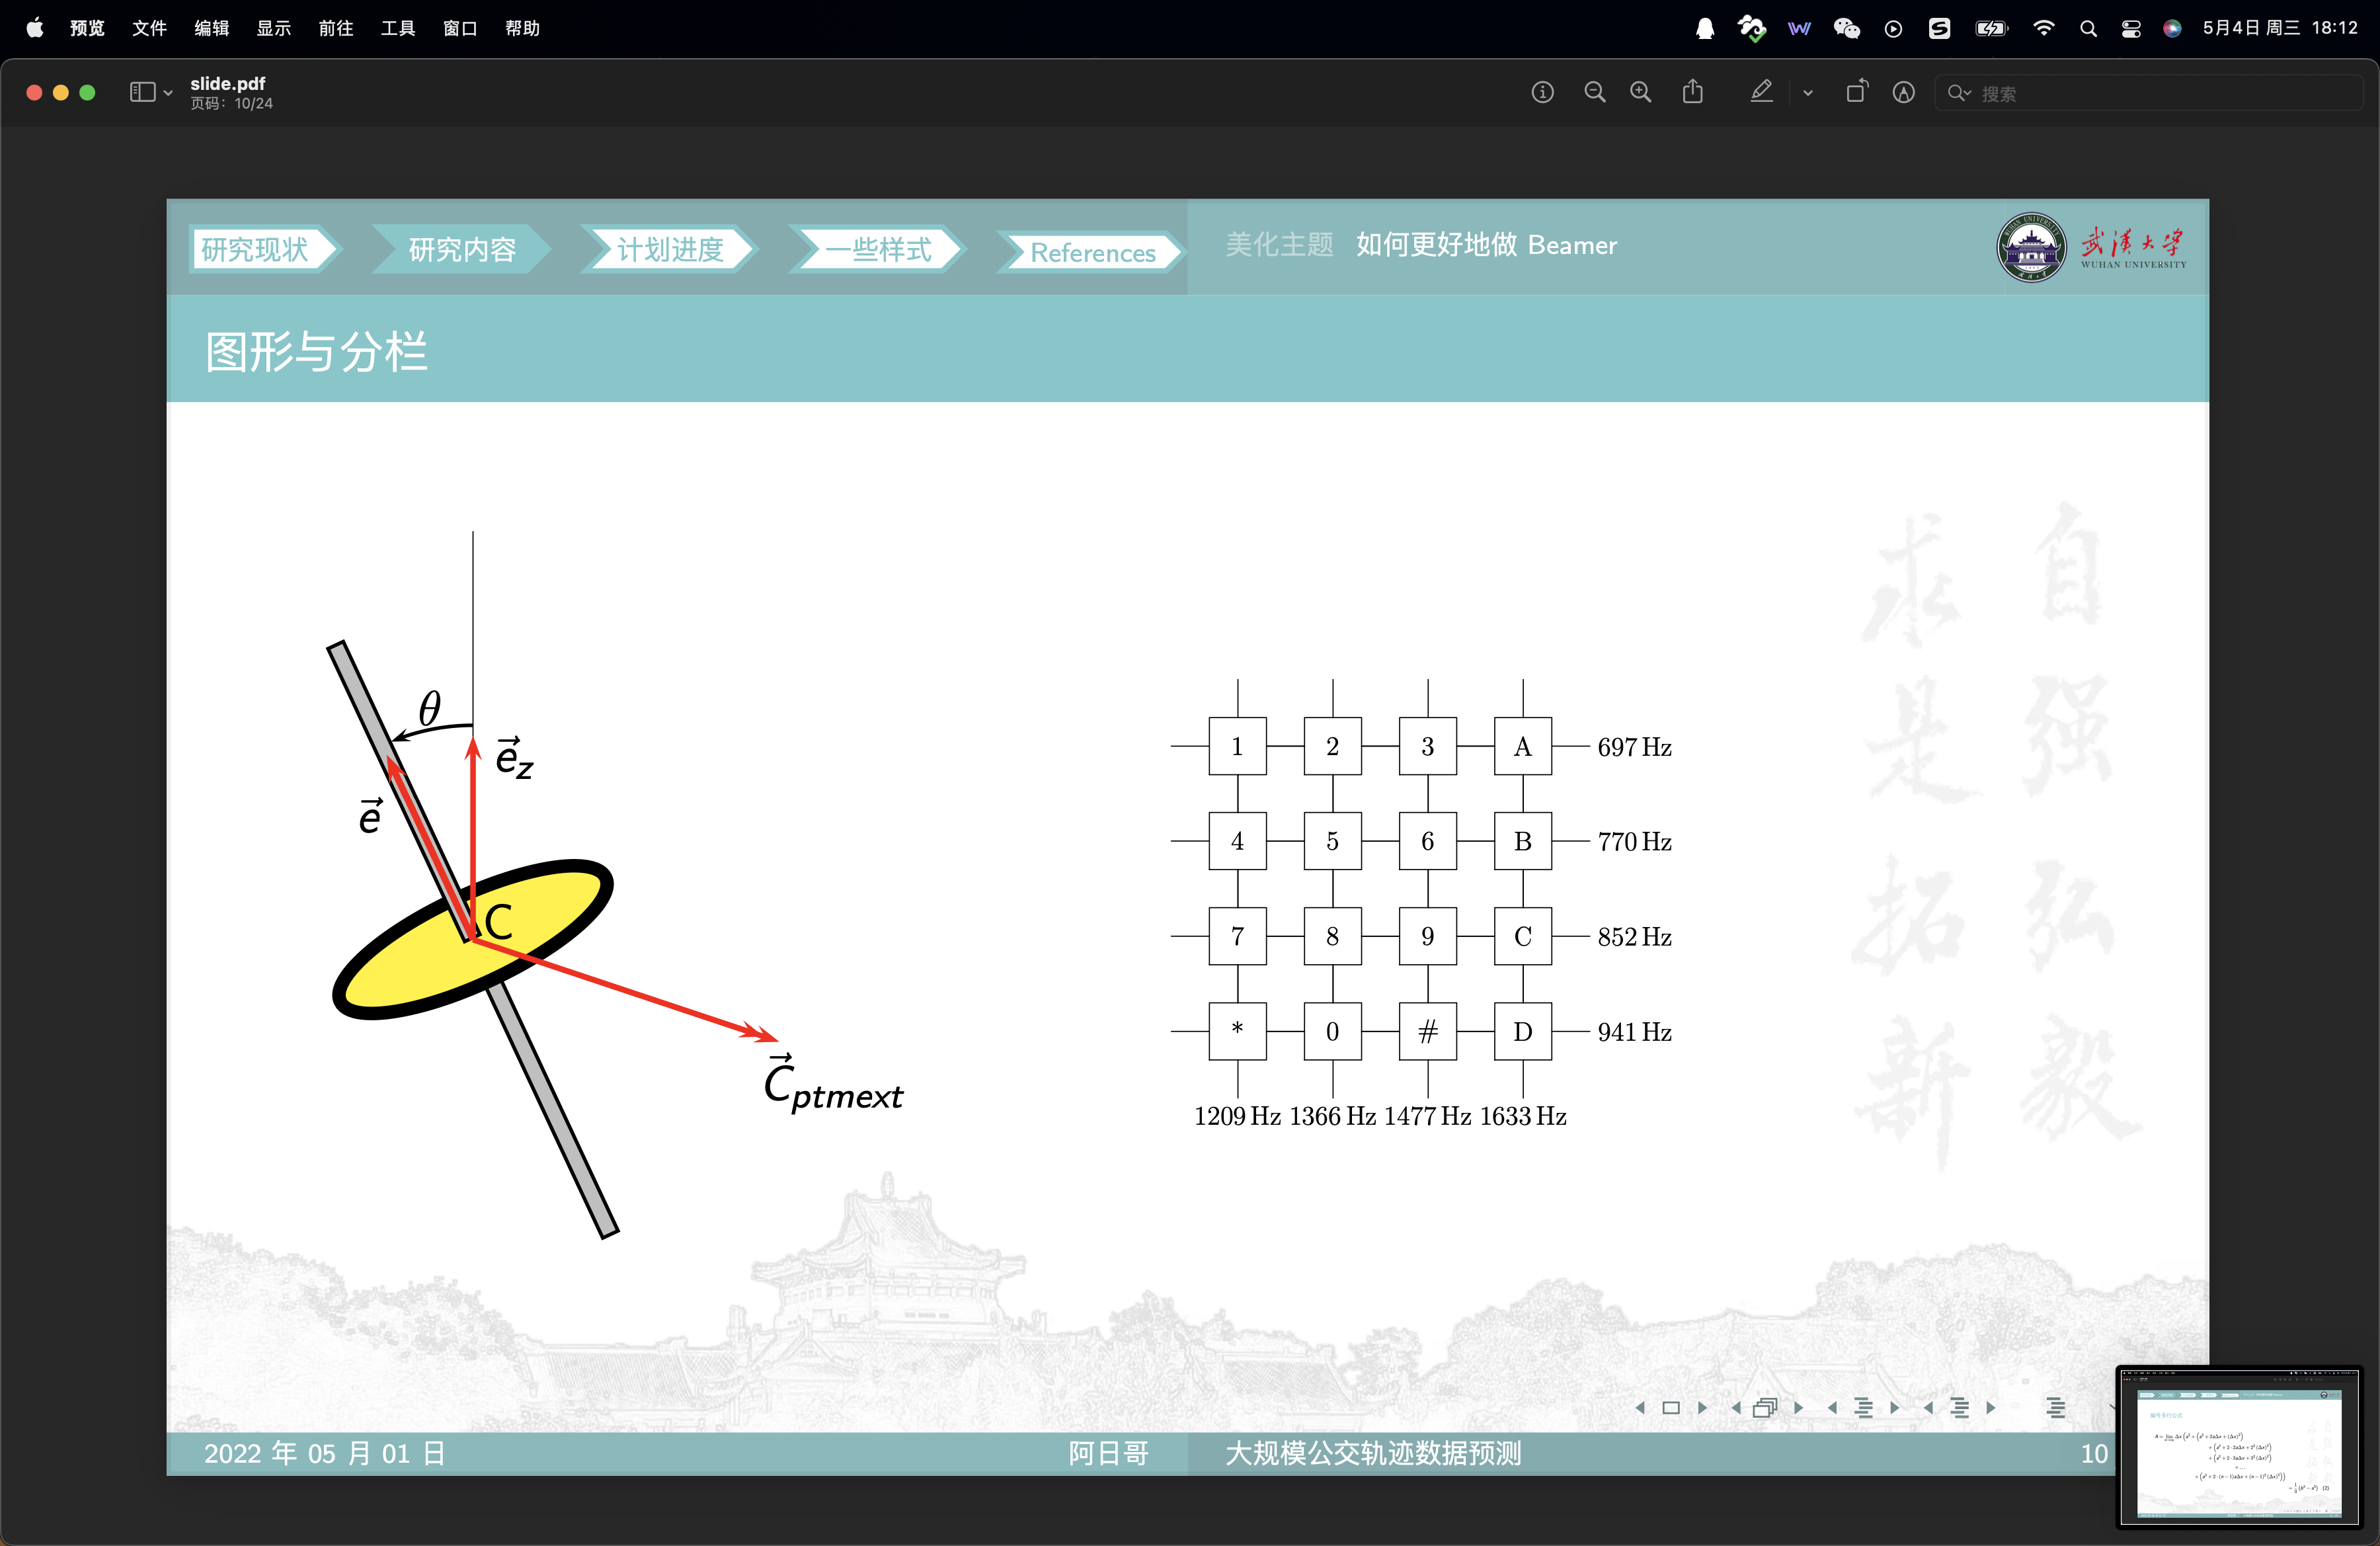 预览 文件 编辑 显示 前往 工具 窗口 帮助
5月4日 周三 18:12
slide.pdf
页码：10/24
搜索
研究现状 研究内容 计划进度 一些样式 References
美化主题 如何更好地做 Beamer
武漢大学
WUHAN UNIVERSITY
图形与分栏
θ
e⃗z
e⃗
C
C⃗ptmext
1 2 3 A 697 Hz
4 5 6 B 770 Hz
7 8 9 C 852 Hz
* 0 # D 941 Hz
1209 Hz 1366 Hz 1477 Hz 1633 Hz
自强弘毅
求是拓新
2022 年 05 月 01 日 阿日哥 大规模公交轨迹数据预测 10